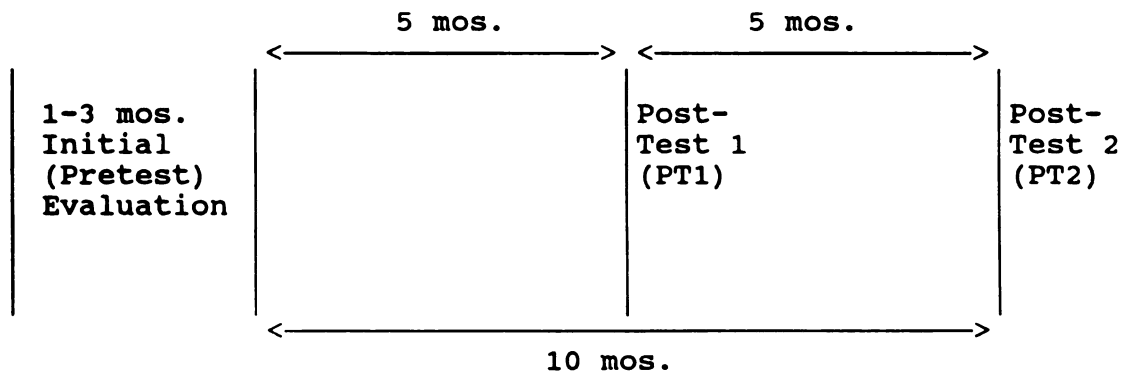 5 mos. 5 mos.
1-3 mos.
Initial
(Pretest)
Evaluation
Post-
Test 1
(PT1)
Post-
Test 2
(PT2)
10 mos.